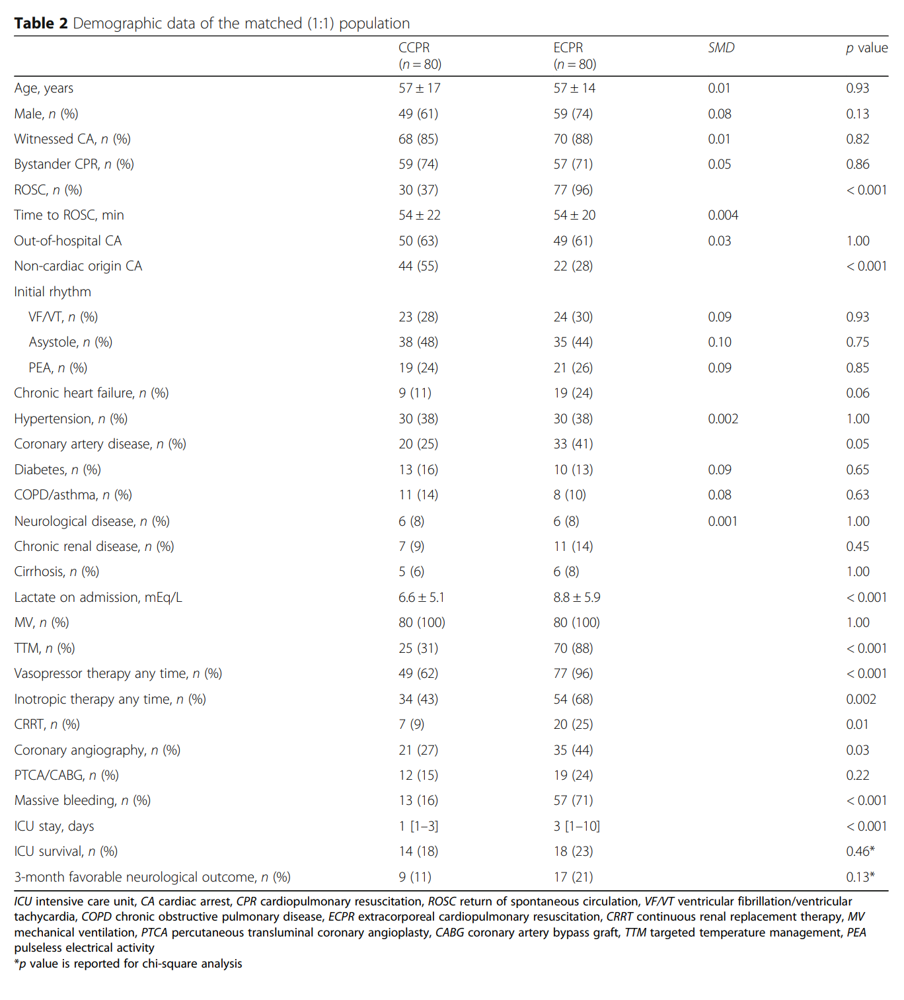 Table 2 Demographic data of the matched (1:1) population
CCPR ECPR SMD p value
(n = 80) (n = 80)
Age, years 57 ± 17 57 ± 14 0.01 0.93
Male, n (%) 49 (61) 59 (74) 0.08 0.13
Witnessed CA, n (%) 68 (85) 70 (88) 0.01 0.82
Bystander CPR, n (%) 59 (74) 57 (71) 0.05 0.86
ROSC, n (%) 30 (37) 77 (96) < 0.001
Time to ROSC, min 54 ± 22 54 ± 20 0.004
Out-of-hospital CA 50 (63) 49 (61) 0.03 1.00
Non-cardiac origin CA 44 (55) 22 (28) < 0.001
Initial rhythm
VF/VT, n (%) 23 (28) 24 (30) 0.09 0.93
Asystole, n (%) 38 (48) 35 (44) 0.10 0.75
PEA, n (%) 19 (24) 21 (26) 0.09 0.85
Chronic heart failure, n (%) 9 (11) 19 (24) 0.06
Hypertension, n (%) 30 (38) 30 (38) 0.002 1.00
Coronary artery disease, n (%) 20 (25) 33 (41) 0.05
Diabetes, n (%) 13 (16) 10 (13) 0.09 0.65
COPD/asthma, n (%) 11 (14) 8 (10) 0.08 0.63
Neurological disease, n (%) 6 (8) 6 (8) 0.001 1.00
Chronic renal disease, n (%) 7 (9) 11 (14) 0.45
Cirrhosis, n (%) 5 (6) 6 (8) 1.00
Lactate on admission, mEq/L 6.6 ± 5.1 8.8 ± 5.9 < 0.001
MV, n (%) 80 (100) 80 (100) 1.00
TTM, n (%) 25 (31) 70 (88) < 0.001
Vasopressor therapy any time, n (%) 49 (62) 77 (96) < 0.001
Inotropic therapy any time, n (%) 34 (43) 54 (68) 0.002
CRRT, n (%) 7 (9) 20 (25) 0.01
Coronary angiography, n (%) 21 (27) 35 (44) 0.03
PTCA/CABG, n (%) 12 (15) 19 (24) 0.22
Massive bleeding, n (%) 13 (16) 57 (71) < 0.001
ICU stay, days 1 [1–3] 3 [1–10] < 0.001
ICU survival, n (%) 14 (18) 18 (23) 0.46*
3-month favorable neurological outcome, n (%) 9 (11) 17 (21) 0.13*
ICU intensive care unit, CA cardiac arrest, CPR cardiopulmonary resuscitation, ROSC return of spontaneous circulation, VF/VT ventricular fibrillation/ventricular
tachycardia, COPD chronic obstructive pulmonary disease, ECPR extracorporeal cardiopulmonary resuscitation, CRRT continuous renal replacement therapy, MV
mechanical ventilation, PTCA percutaneous transluminal coronary angioplasty, CABG coronary artery bypass graft, TTM targeted temperature management, PEA
pulseless electrical activity
*p value is reported for chi-square analysis